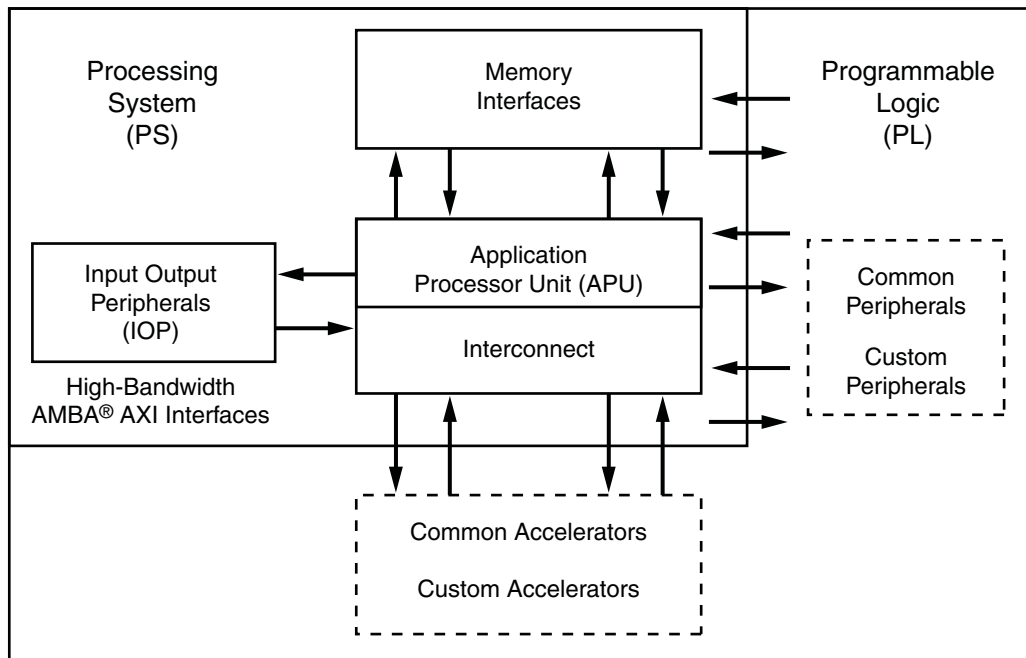 Processing
System
(PS)
Memory
Interfaces
Programmable
Logic
(PL)
Input Output
Peripherals
(IOP)
High-Bandwidth
AMBA® AXI Interfaces
Application
Processor Unit (APU)
Interconnect
Common
Peripherals
Custom
Peripherals
Common Accelerators
Custom Accelerators